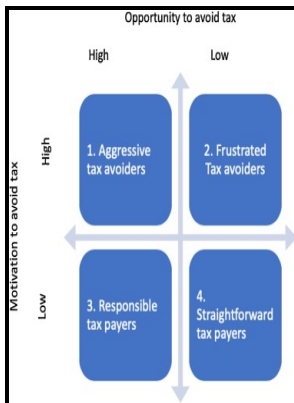 Opportunity to avoid tax
High
Low
Motivation to avoid tax
High
Low
1. Aggressive
tax avoiders
2. Frustrated
Tax avoiders
3. Responsible
tax payers
4.
Straightforward
tax payers